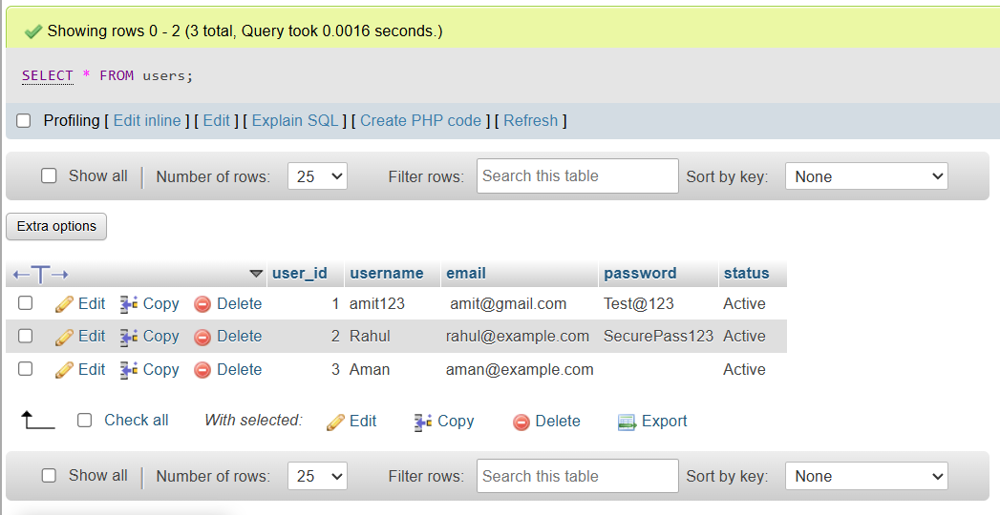 Showing rows 0 - 2 (3 total, Query took 0.0016 seconds.)
SELECT * FROM users;
Profiling [ Edit inline ] [ Edit ] [ Explain SQL ] [ Create PHP code ] [ Refresh ]
Show all | Number of rows: 25 Filter rows: Search this table Sort by key: None
Extra options
user_id username email password status
Edit Copy Delete 1 amit123 amit@gmail.com Test@123 Active
Edit Copy Delete 2 Rahul rahul@example.com SecurePass123 Active
Edit Copy Delete 3 Aman aman@example.com Active
Check all With selected: Edit Copy Delete Export
Show all | Number of rows: 25 Filter rows: Search this table Sort by key: None